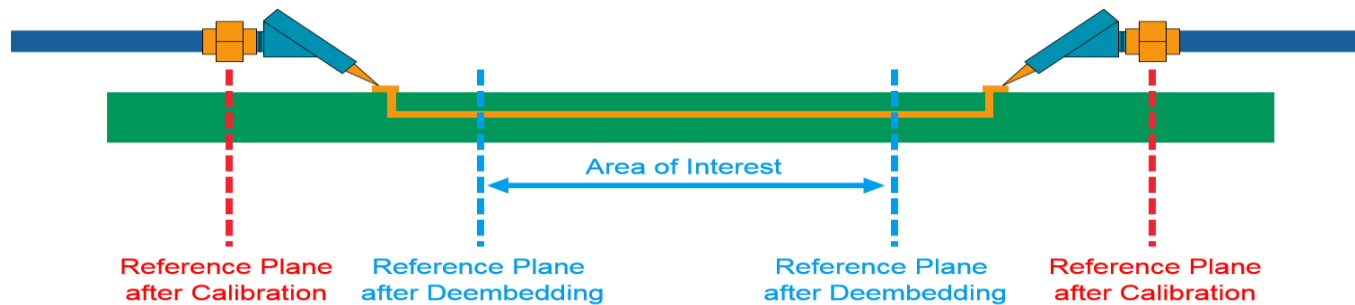 Area of Interest
Reference Plane
after Calibration
Reference Plane
after Deembedding
Reference Plane
after Deembedding
Reference Plane
after Calibration